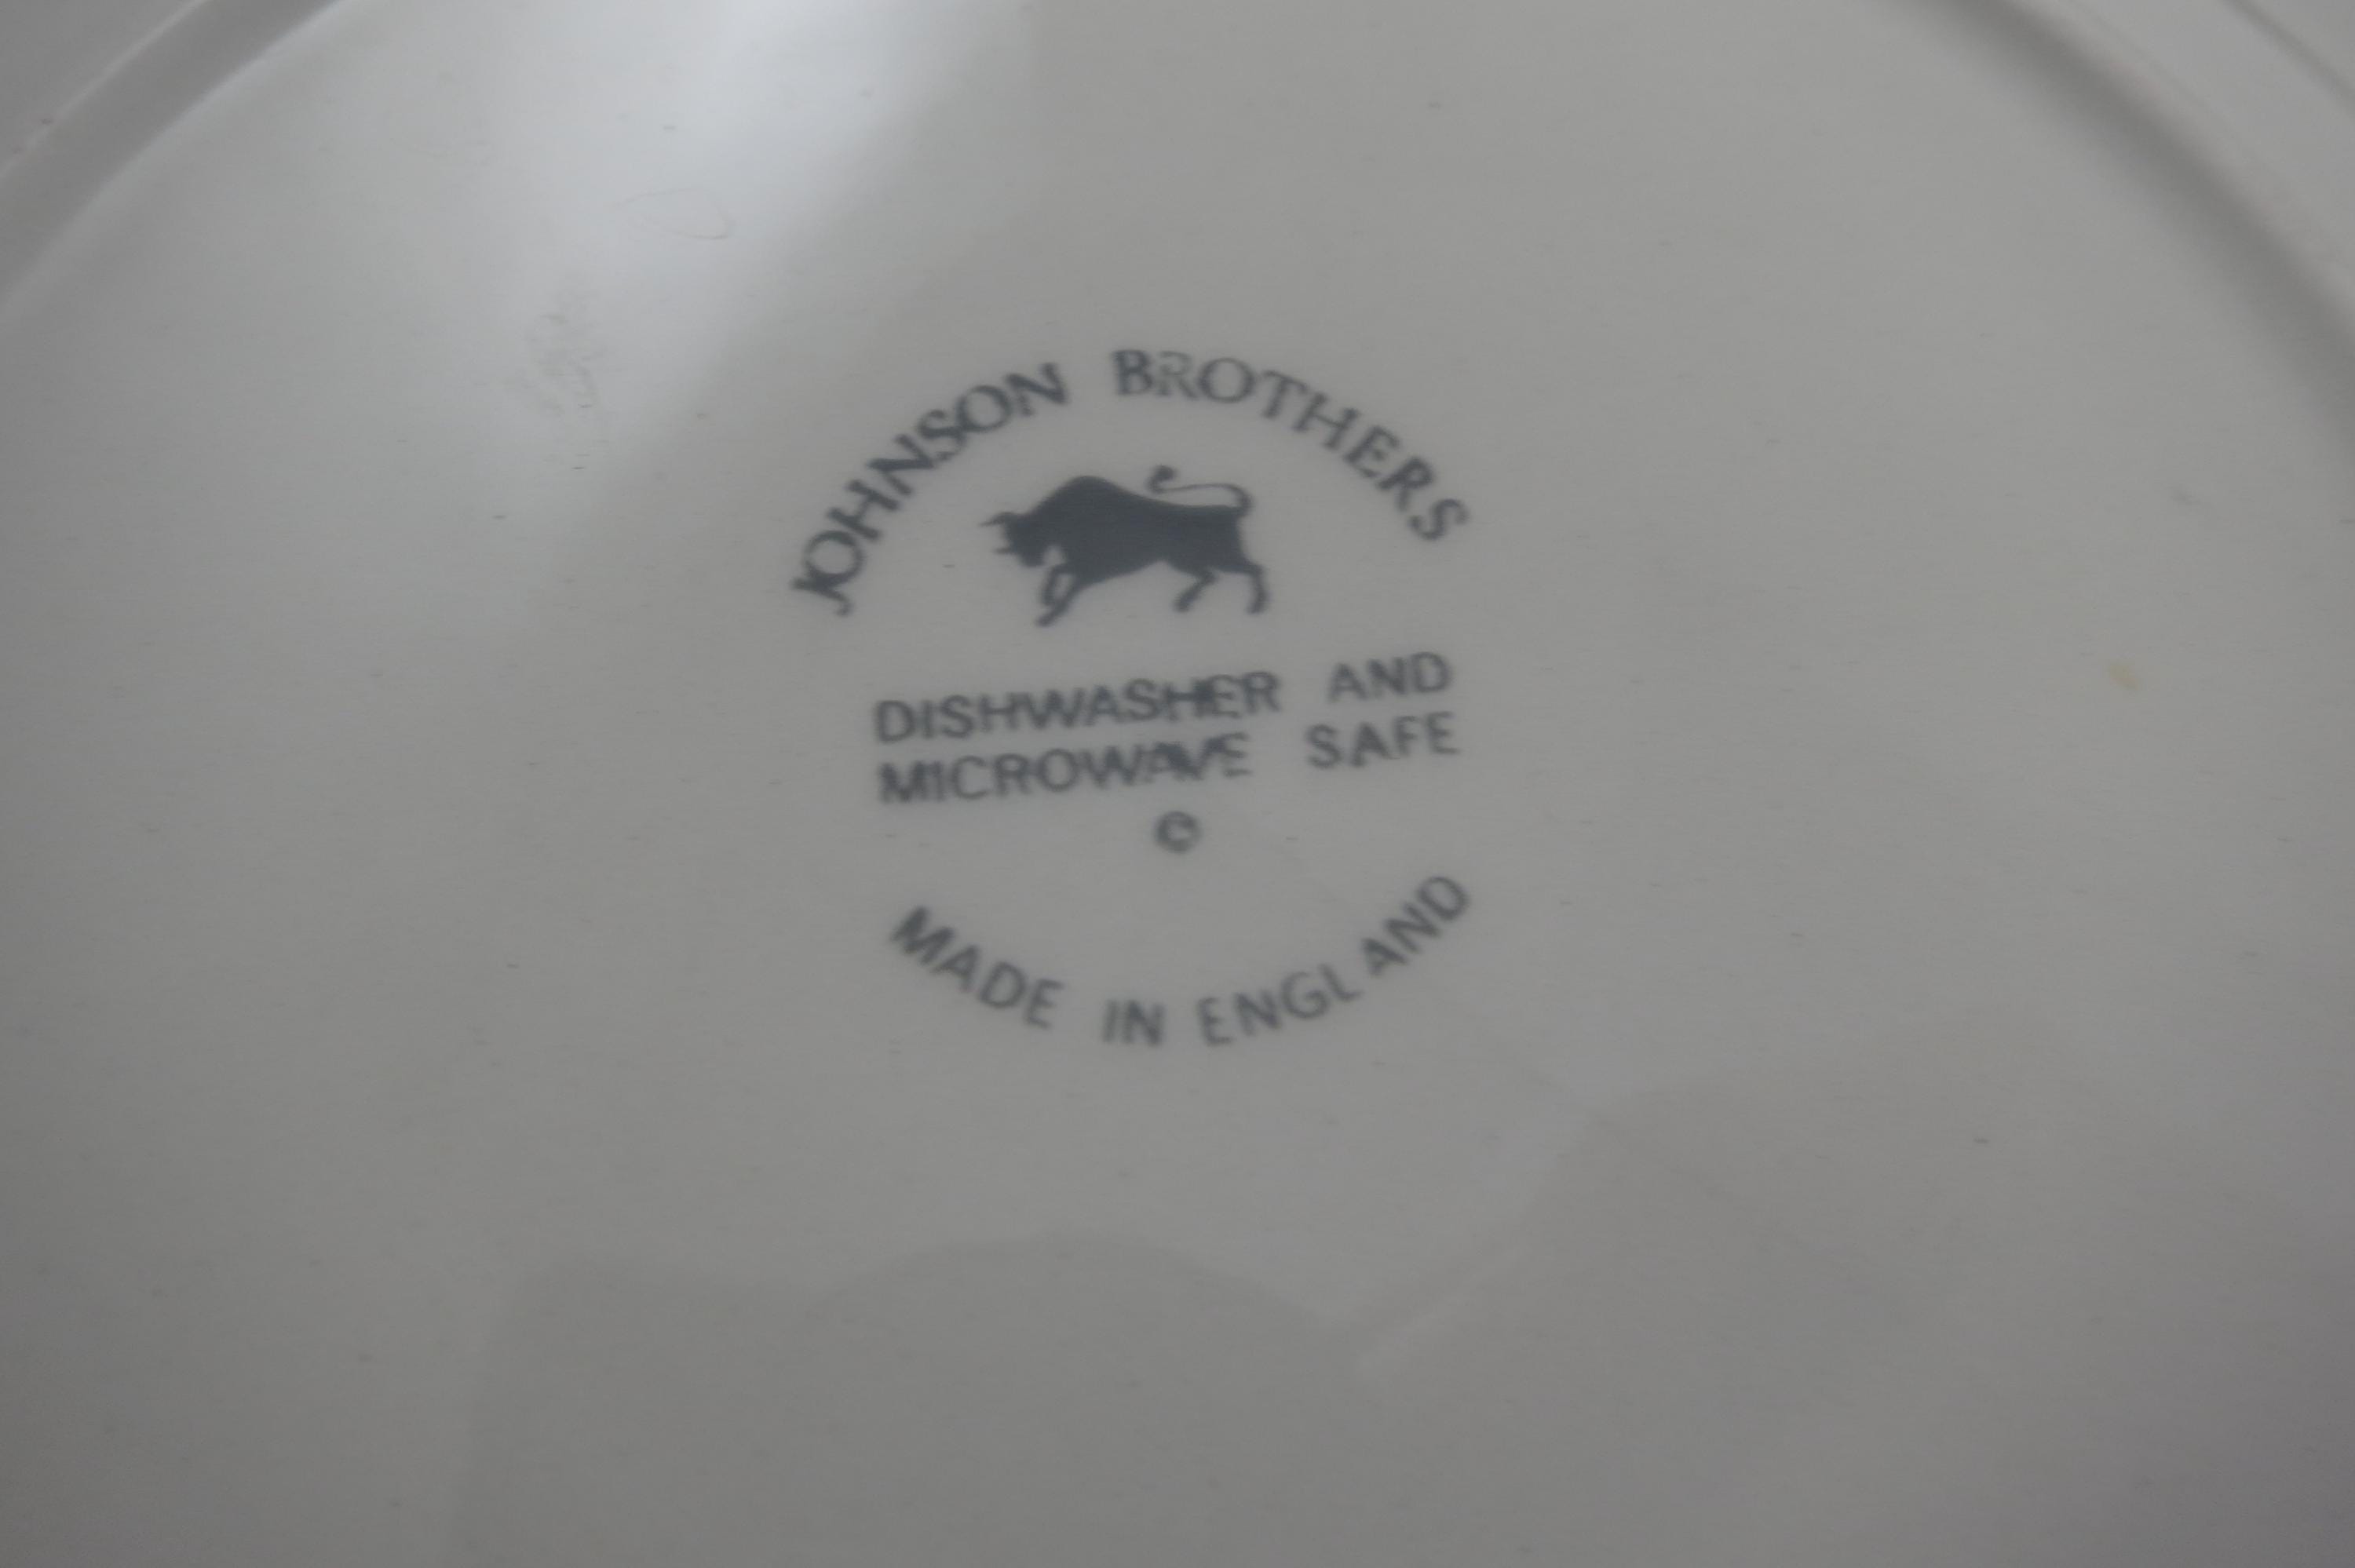 JOHNSON BROTHERS
DISHWASHER AND
MICROWAVE SAFE
©
MADE IN ENGLAND